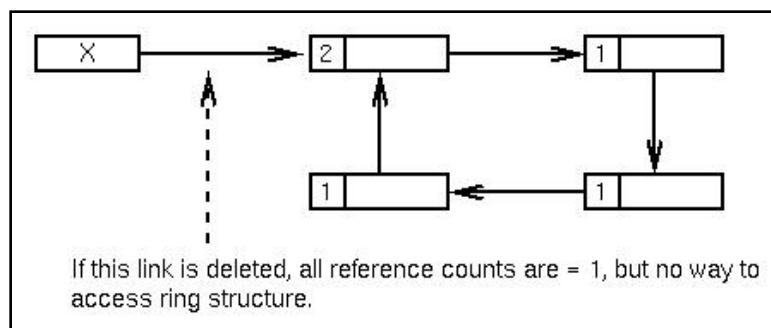 X
2
1
1
1
If this link is deleted, all reference counts are = 1, but no way to
access ring structure.